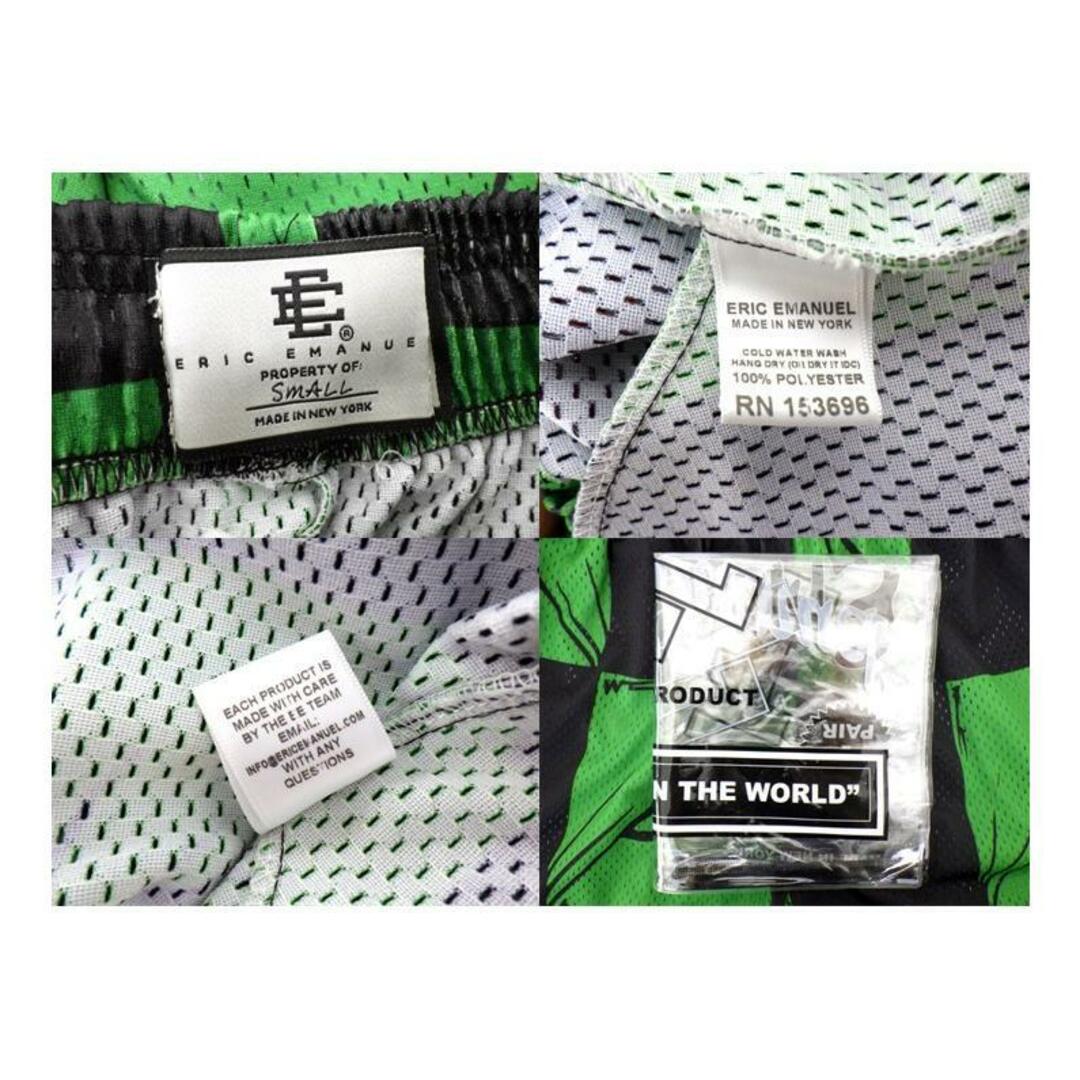 EE®
ERIC EMANUE
PROPERTY OF:
SMALL
MADE IN NEW YORK
ERIC EMANUEL
MADE IN NEW YORK
COLD WATER WASH
HANG DRY (OR DRY IT IDC)
100% POLYESTER
RN 153696
EACH PRODUCT IS
MADE WITH CARE
BY THE EE TEAM
EMAIL:
INFO@ERICEMANUEL.COM
WITH ANY
QUESTIONS
RODUCT
PAIR
N THE WORLD”